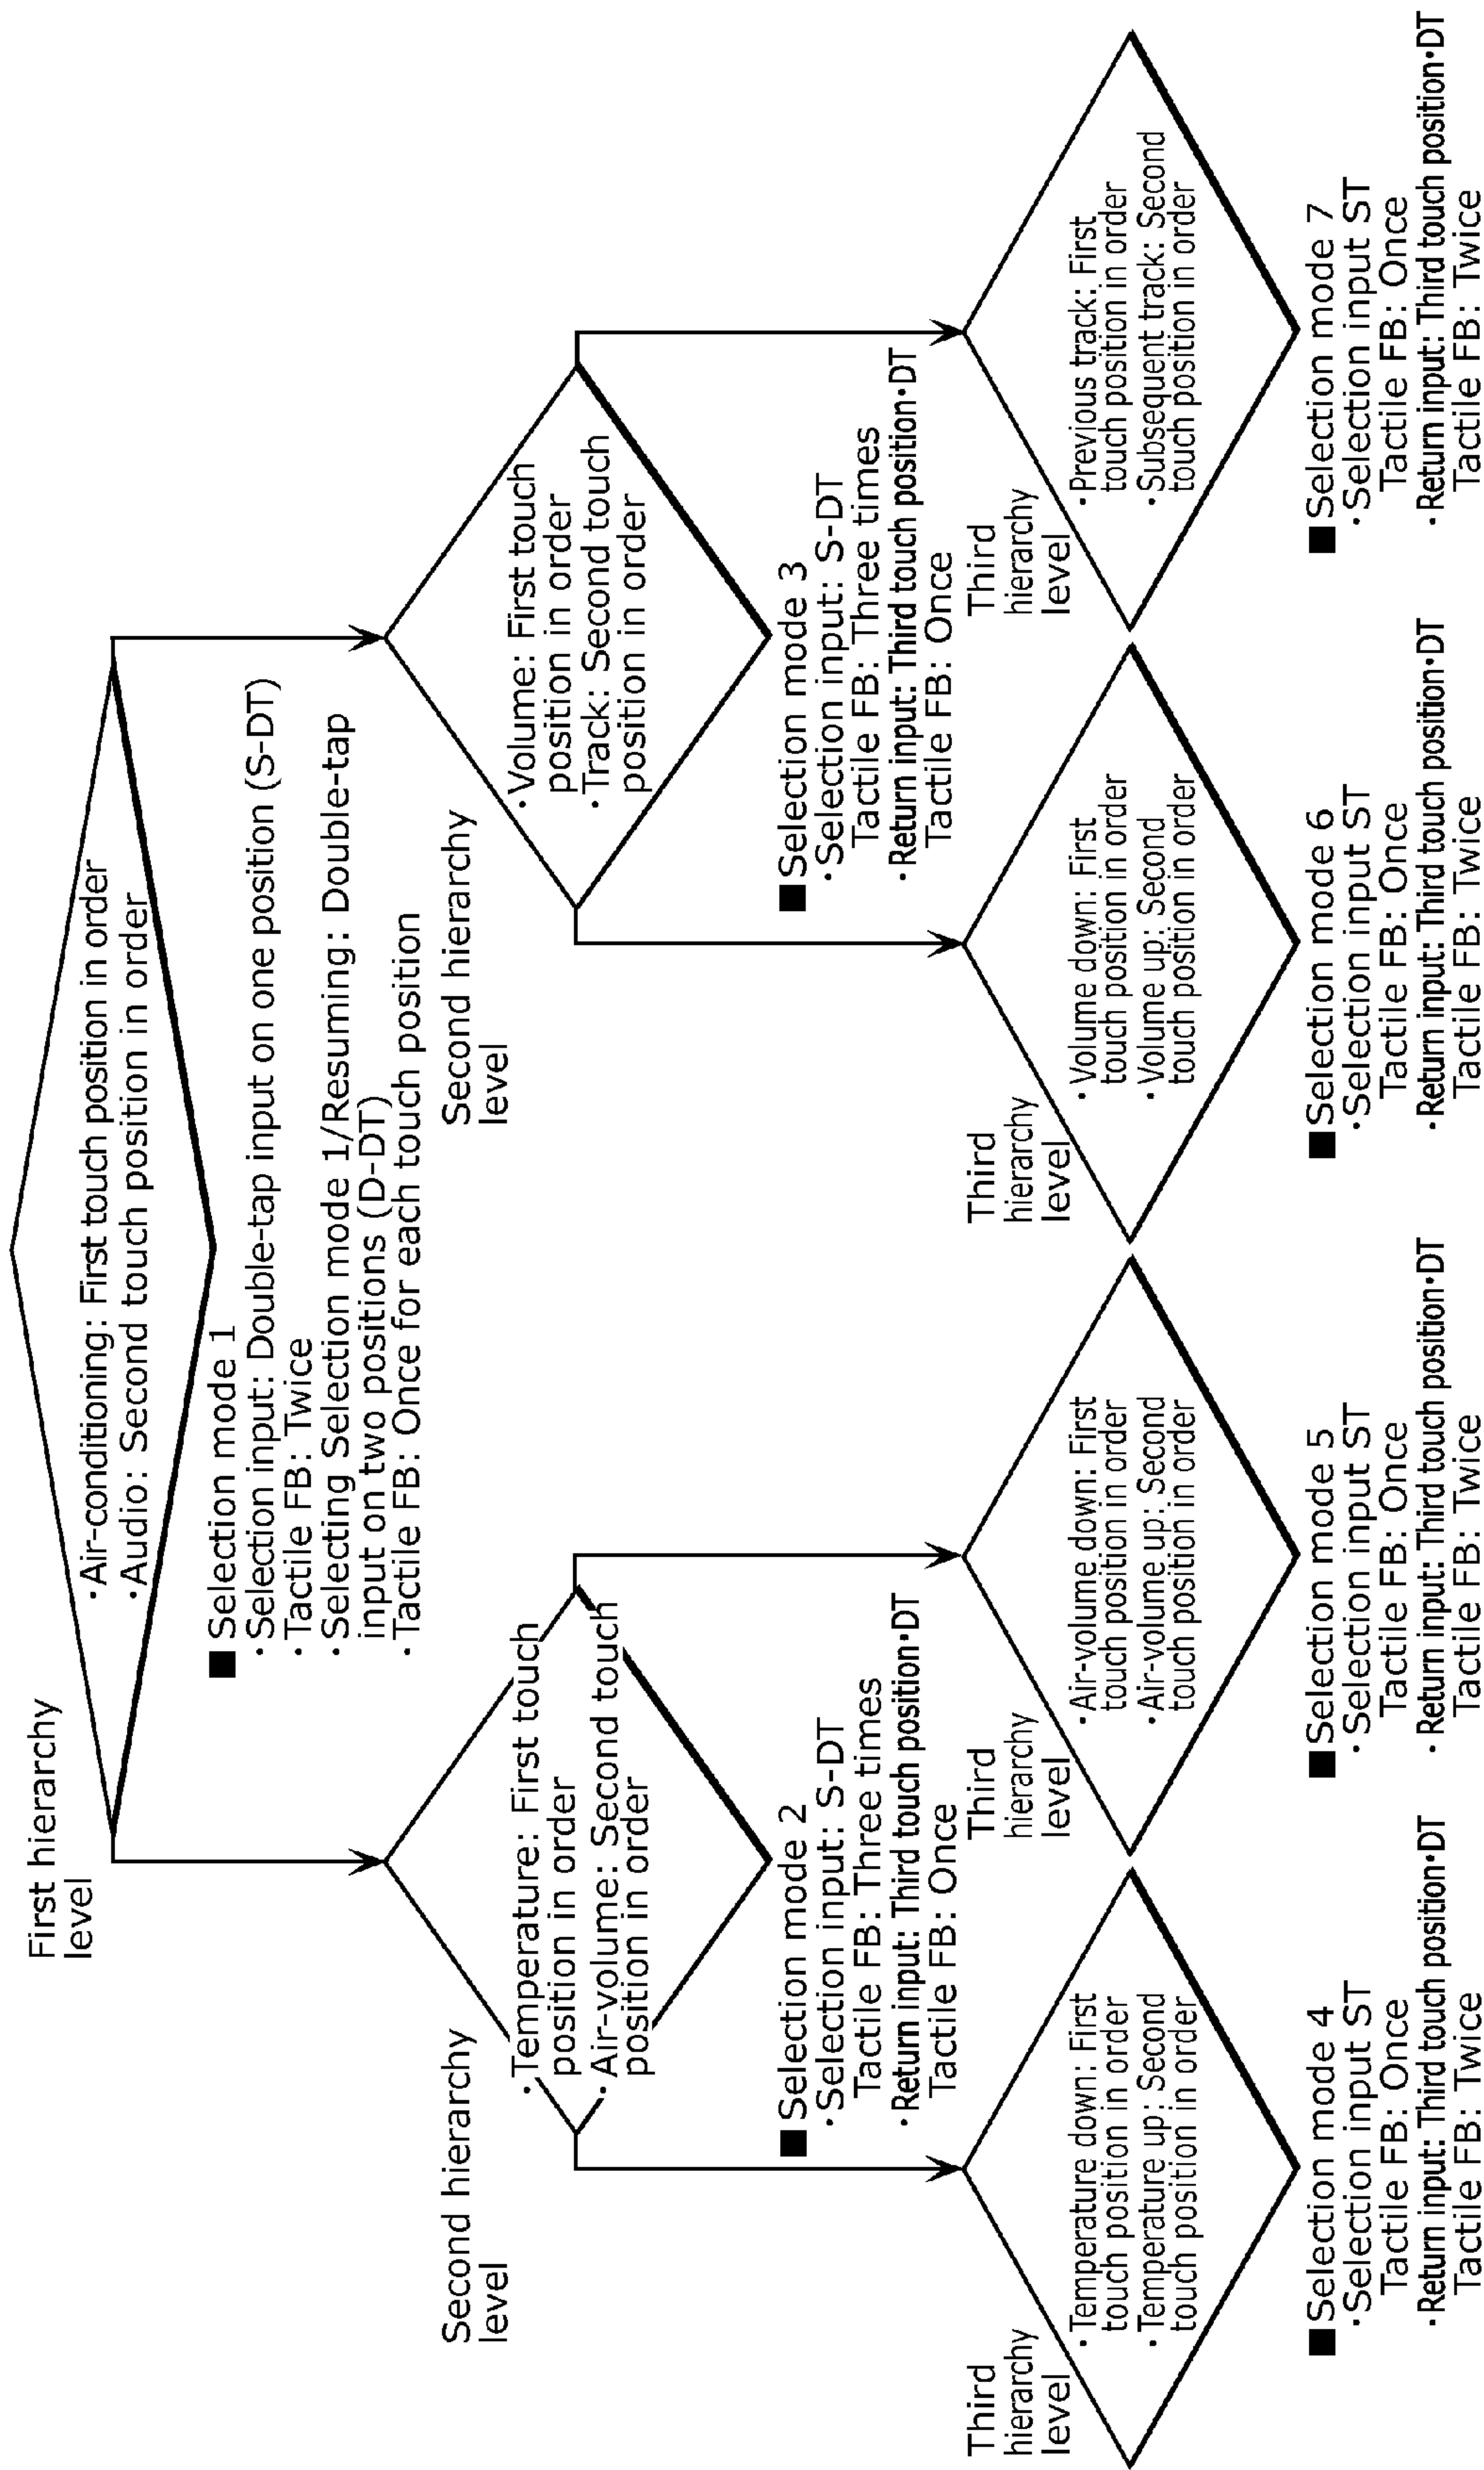 First hierarchy
level
・Air-conditioning: First touch position in order
・Audio: Second touch position in order
■ Selection mode 1
・Selection input: Double-tap input on one position (S-DT)
・Tactile FB: Twice
・Selecting Selection mode 1/Resuming: Double-tap
input on two positions (D-DT)
・Tactile FB: Once for each touch position
Second hierarchy
level
・Temperature: First touch
position in order
・Air-volume: Second touch
position in order
■ Selection mode 2
・Selection input: S-DT
Tactile FB: Three times
・Return input: Third touch position・DT
Tactile FB: Once
Second hierarchy
level
・Volume: First touch
position in order
・Track: Second touch
position in order
■ Selection mode 3
・Selection input: S-DT
Tactile FB: Three times
・Return input: Third touch position・DT
Tactile FB: Once
Third
hierarchy
level
・Temperature down: First
touch position in order
・Temperature up: Second
touch position in order
■ Selection mode 4
・Selection input ST
Tactile FB: Once
・Return input: Third touch position・DT
Tactile FB: Twice
Third
hierarchy
level
・Air-volume down: First
touch position in order
・Air-volume up: Second
touch position in order
■ Selection mode 5
・Selection input ST
Tactile FB: Once
・Return input: Third touch position・DT
Tactile FB: Twice
Third
hierarchy
level
・Volume down: First
touch position in order
・Volume up: Second
touch position in order
■ Selection mode 6
・Selection input ST
Tactile FB: Once
・Return input: Third touch position・DT
Tactile FB: Twice
Third
hierarchy
level
・Previous track: First
touch position in order
・Subsequent track: Second
touch position in order
■ Selection mode 7
・Selection input ST
Tactile FB: Once
・Return input: Third touch position・DT
Tactile FB: Twice